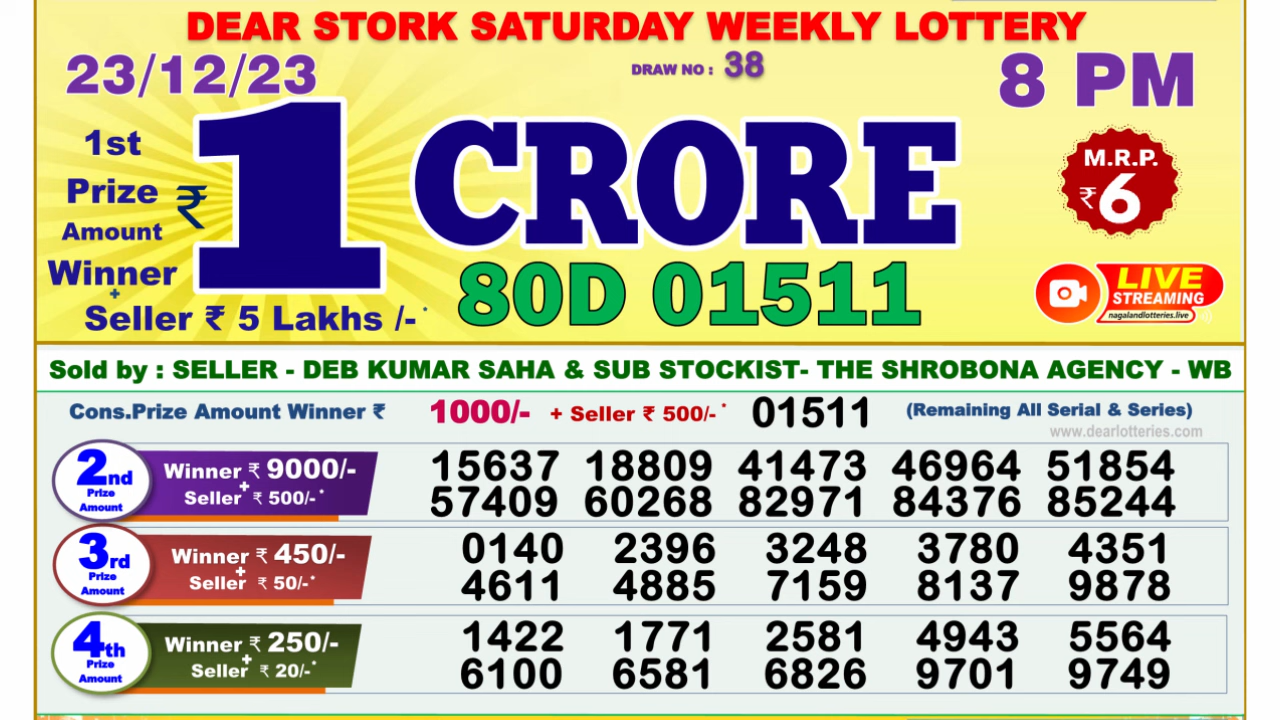 DEAR STORK SATURDAY WEEKLY LOTTERY
23/12/23
DRAW NO : 38
8 PM
1st
Prize
Amount
Winner
+
Seller ₹ 5 Lakhs /-*
₹ 1 CRORE
80D 01511
M.R.P.
₹6
LIVE
STREAMING
nagalandlotteries.live
Sold by : SELLER - DEB KUMAR SAHA & SUB STOCKIST- THE SHROBONA AGENCY - WB
Cons.Prize Amount Winner ₹ 1000/- + Seller ₹ 500/-* 01511 (Remaining All Serial & Series)
www.dearlotteries.com
2nd
Prize
Amount
Winner ₹ 9000/-
+
Seller ₹ 500/-*
15637 18809 41473 46964 51854
57409 60268 82971 84376 85244
3rd
Prize
Amount
Winner ₹ 450/-
+
Seller ₹ 50/-*
0140 2396 3248 3780 4351
4611 4885 7159 8137 9878
4th
Prize
Amount
Winner ₹ 250/-
+
Seller ₹ 20/-*
1422 1771 2581 4943 5564
6100 6581 6826 9701 9749